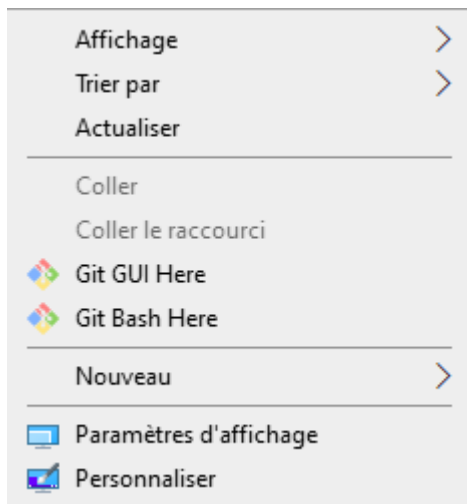 Affichage
Trier par
Actualiser
Coller
Coller le raccourci
Git GUI Here
Git Bash Here
Nouveau
Paramètres d'affichage
Personnaliser